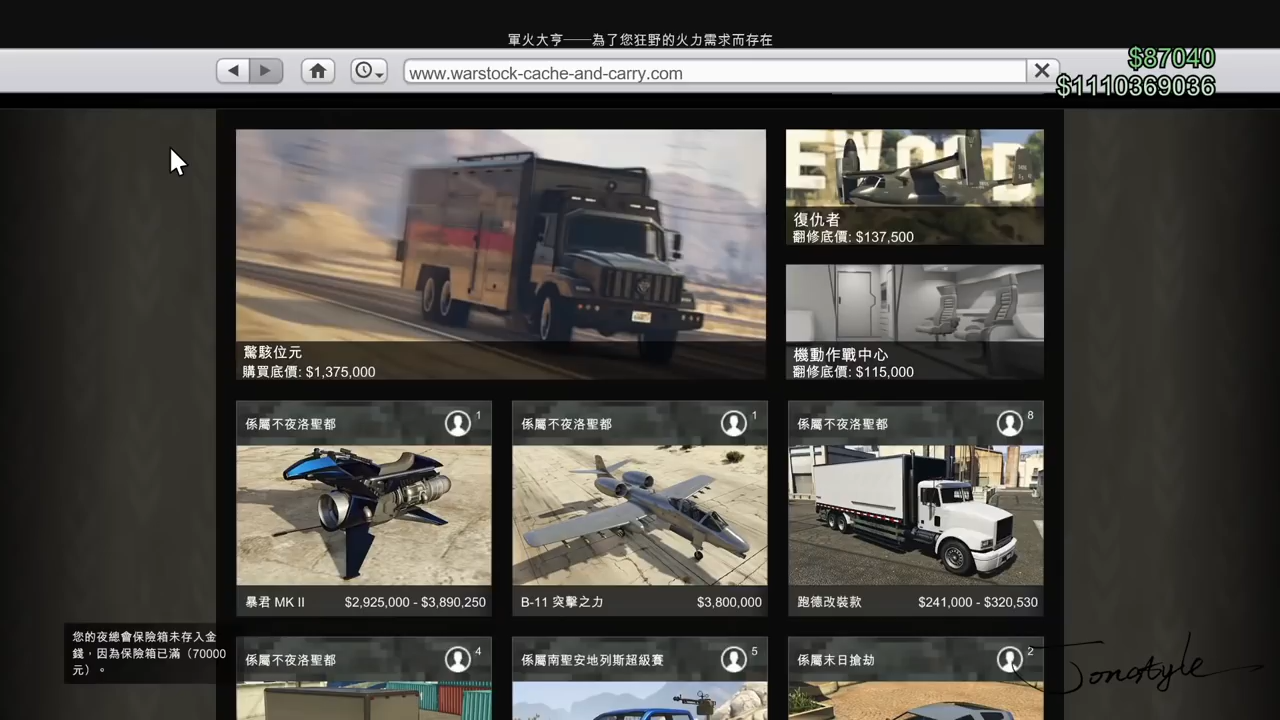 軍火大亨──為了您狂野的火力需求而存在
www.warstock-cache-and-carry.com
$87040
$1110369036
驚駭位元
購買底價: $1,375,000
復仇者
翻修底價: $137,500
機動作戰中心
翻修底價: $115,000
係屬不夜洛聖都
1
係屬不夜洛聖都
1
係屬不夜洛聖都
8
暴君 MK II
$2,925,000 - $3,890,250
B-11 突擊之力
$3,800,000
跑德改裝款
$241,000 - $320,530
您的夜總會保險箱未存入金
錢，因為保險箱已滿（70000
元）。
係屬不夜洛聖都
4
係屬南聖安地列斯超級賽
5
係屬末日搶劫
2
Jonostyle